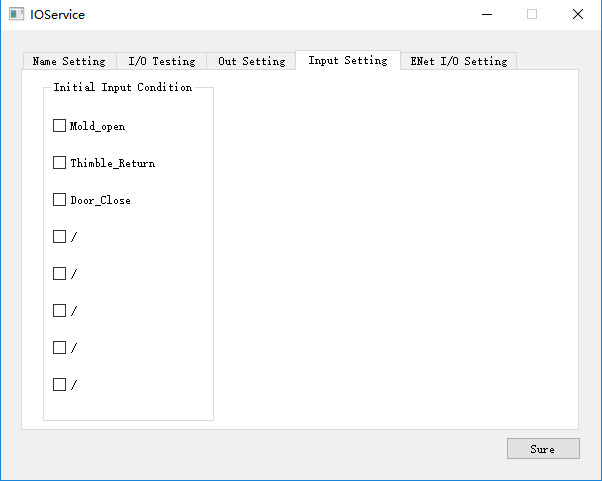 IOService
Name Setting I/O Testing Out Setting Input Setting ENet I/O Setting
Initial Input Condition
Mold_open
Thimble_Return
Door_Close
/
/
/
/
/
Sure